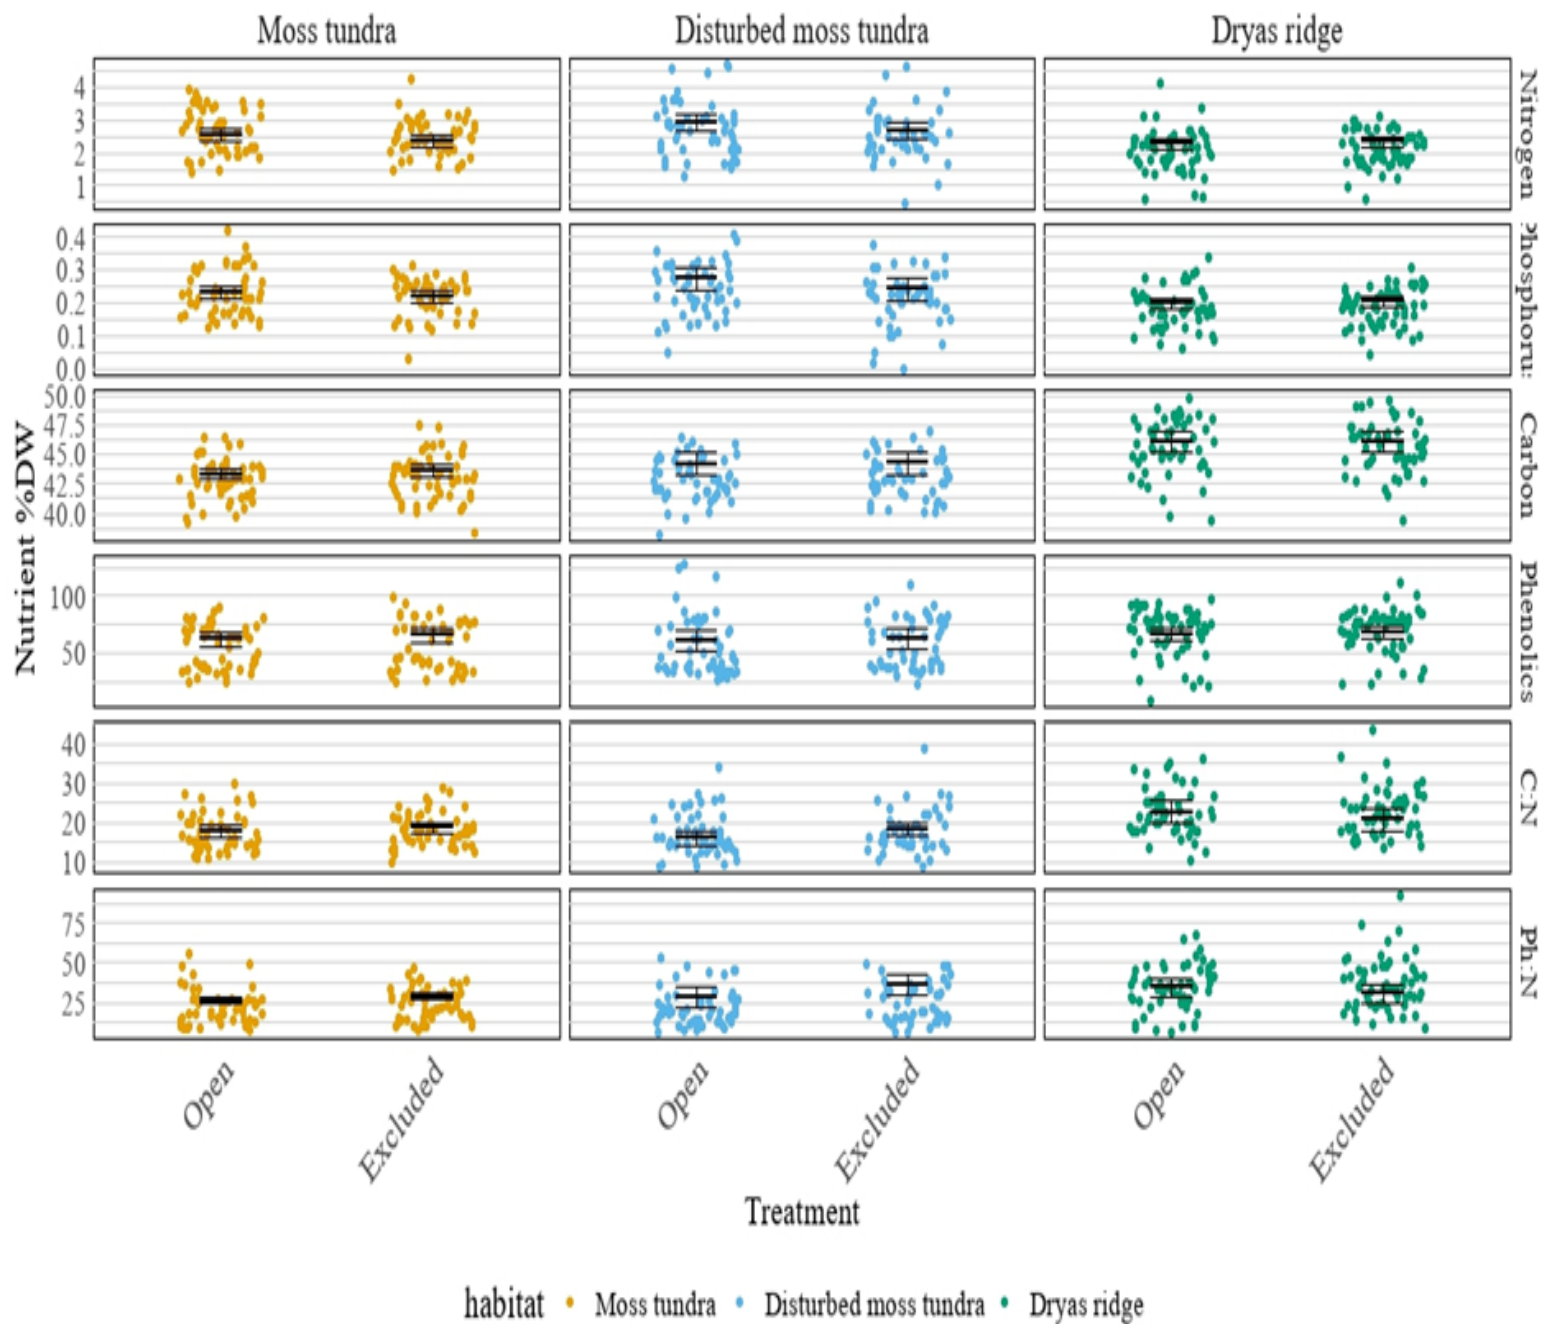 Moss tundra Disturbed moss tundra Dryas ridge
4
3
2
1
Nitrogen
0.4
0.3
0.2
0.1
0.0
Phosphoru
50.0
47.5
45.0
42.5
40.0
Carbon
Nutrient %DW
100
50
Phenolics
40
30
20
10
C:N
75
50
25
Ph:N
Open Excluded Open Excluded Open Excluded
Treatment
habitat Moss tundra Disturbed moss tundra Dryas ridge